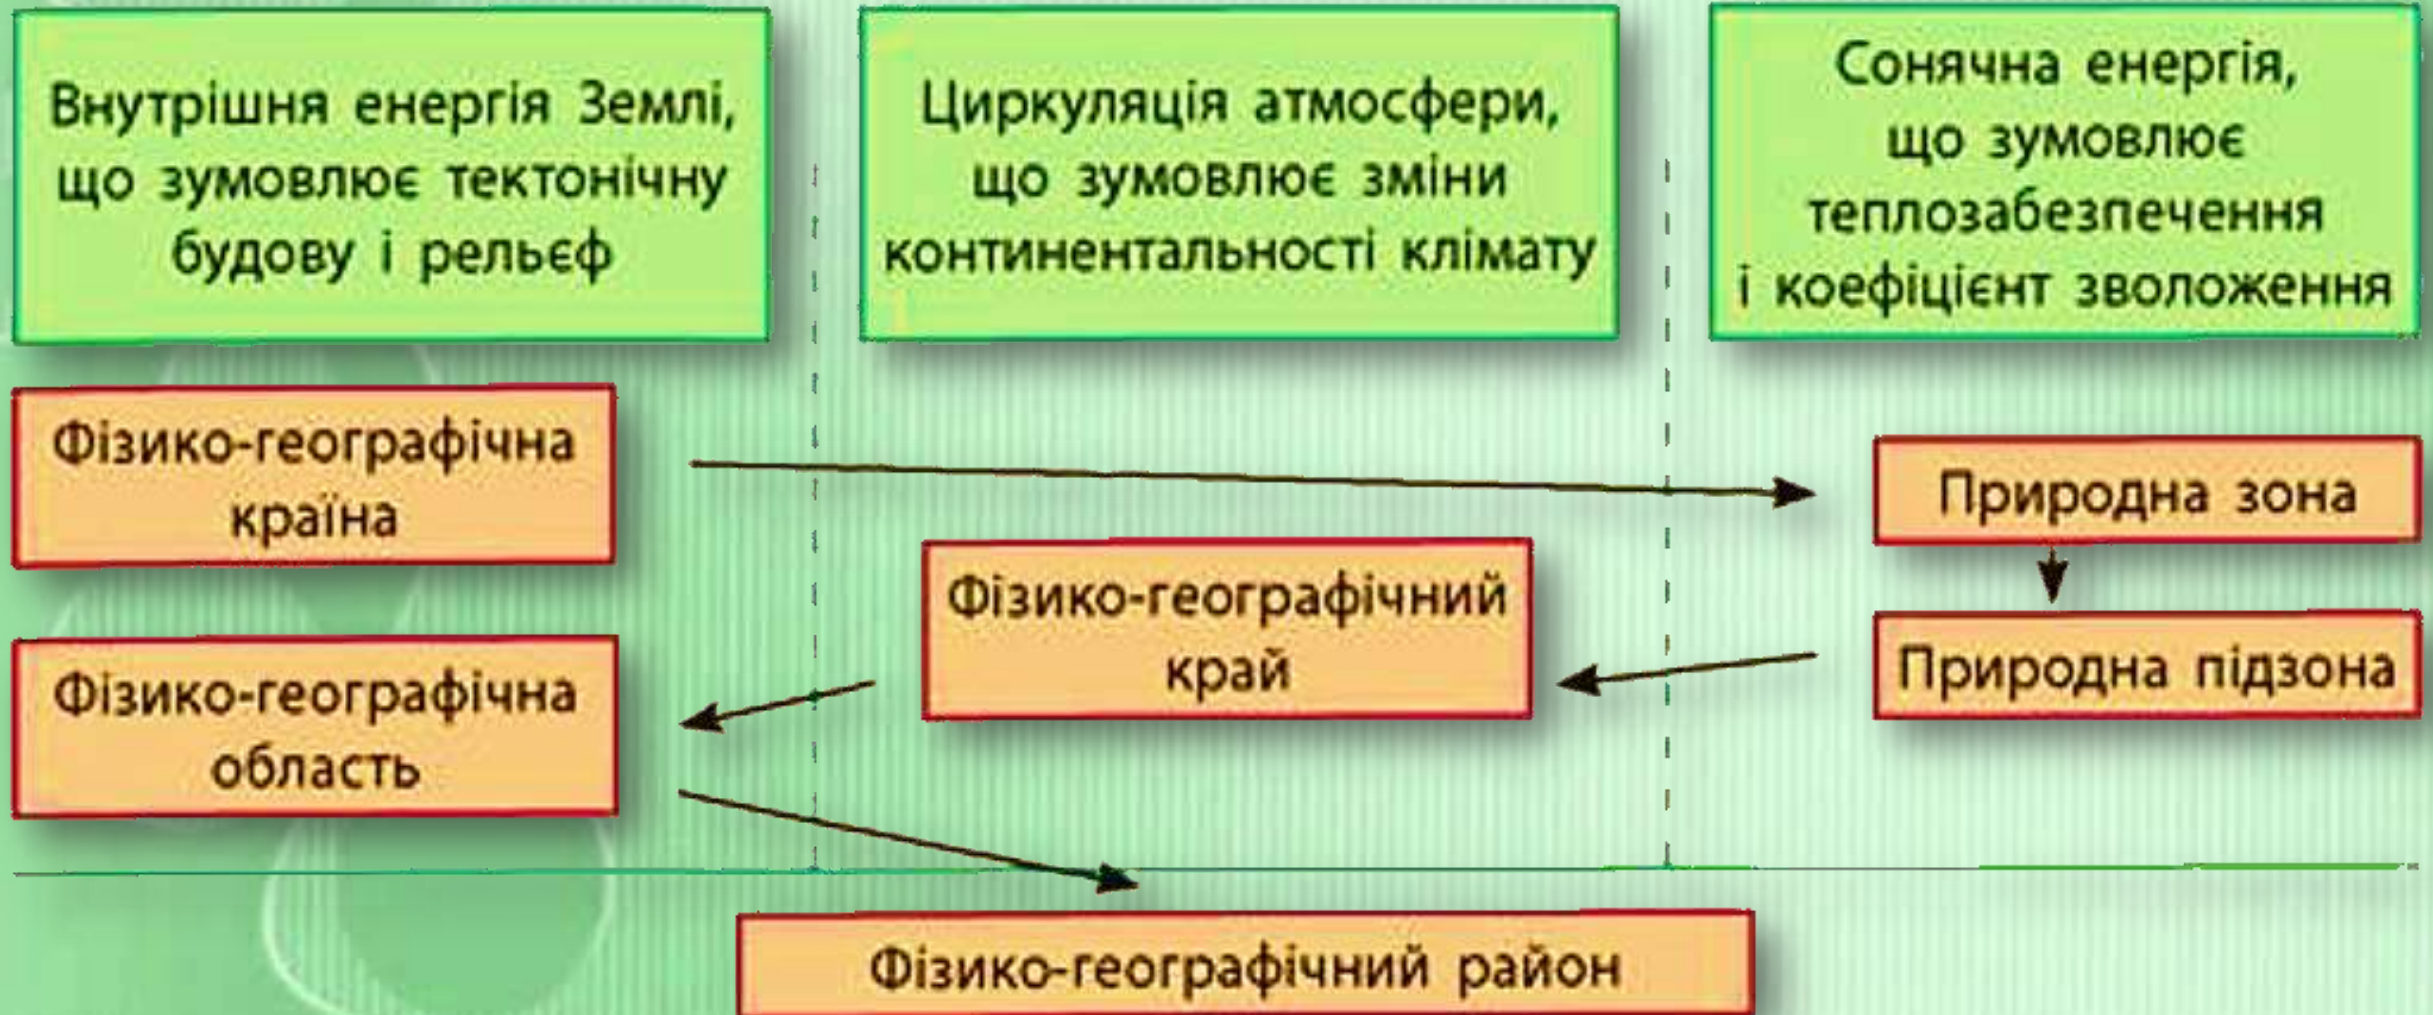 Внутрішня енергія Землі,
що зумовлює тектонічну
будову і рельєф
Циркуляція атмосфери,
що зумовлює зміни
континентальності клімату
Сонячна енергія,
що зумовлює
теплозабезпечення
і коефіцієнт зволоження
Фізико-географічна
країна
Природна зона
Фізико-географічний
край
Природна підзона
Фізико-географічна
область
Фізико-географічний район